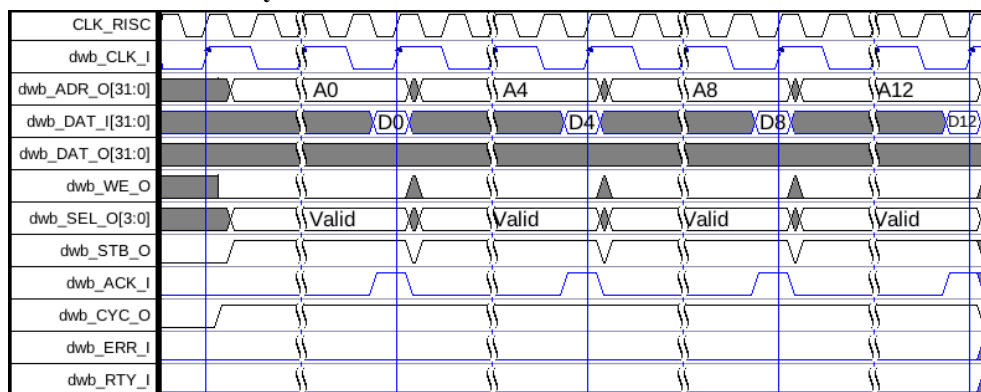 CLK_RISC
dwb_CLK_I
dwb_ADR_O[31:0] A0 A4 A8 A12
dwb_DAT_I[31:0] D0 D4 D8 D12
dwb_DAT_O[31:0]
dwb_WE_O
dwb_SEL_O[3:0] Valid Valid Valid Valid
dwb_STB_O
dwb_ACK_I
dwb_CYC_O
dwb_ERR_I
dwb_RTY_I